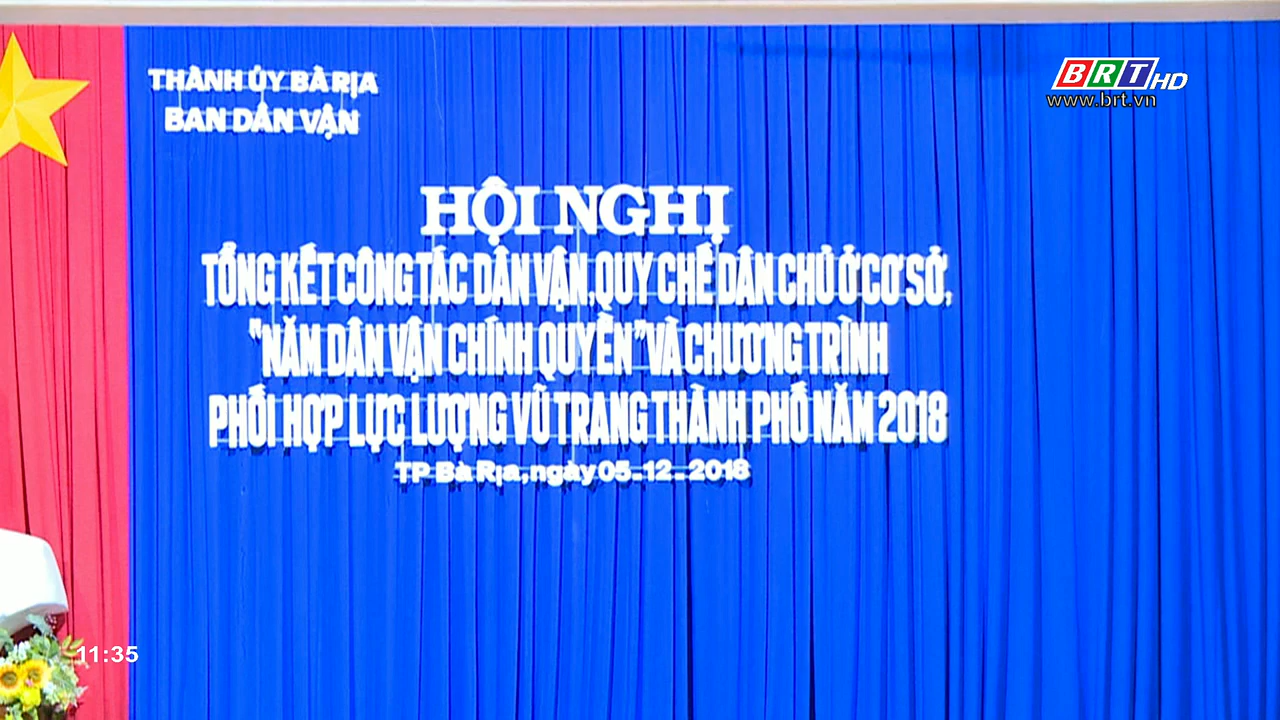 THÀNH ỦY BÀ RỊA
BAN DÂN VẬN
BRT HD
www.brt.vn
HỘI NGHỊ
TỔNG KẾT CÔNG TÁC DÂN VẬN, QUY CHẾ DÂN CHỦ Ở CƠ SỞ,
"NĂM DÂN VẬN CHÍNH QUYỀN" VÀ CHƯƠNG TRÌNH
PHỐI HỢP LỰC LƯỢNG VŨ TRANG THÀNH PHỐ NĂM 2018
TP Bà Rịa, ngày 05-12-2018
11:35